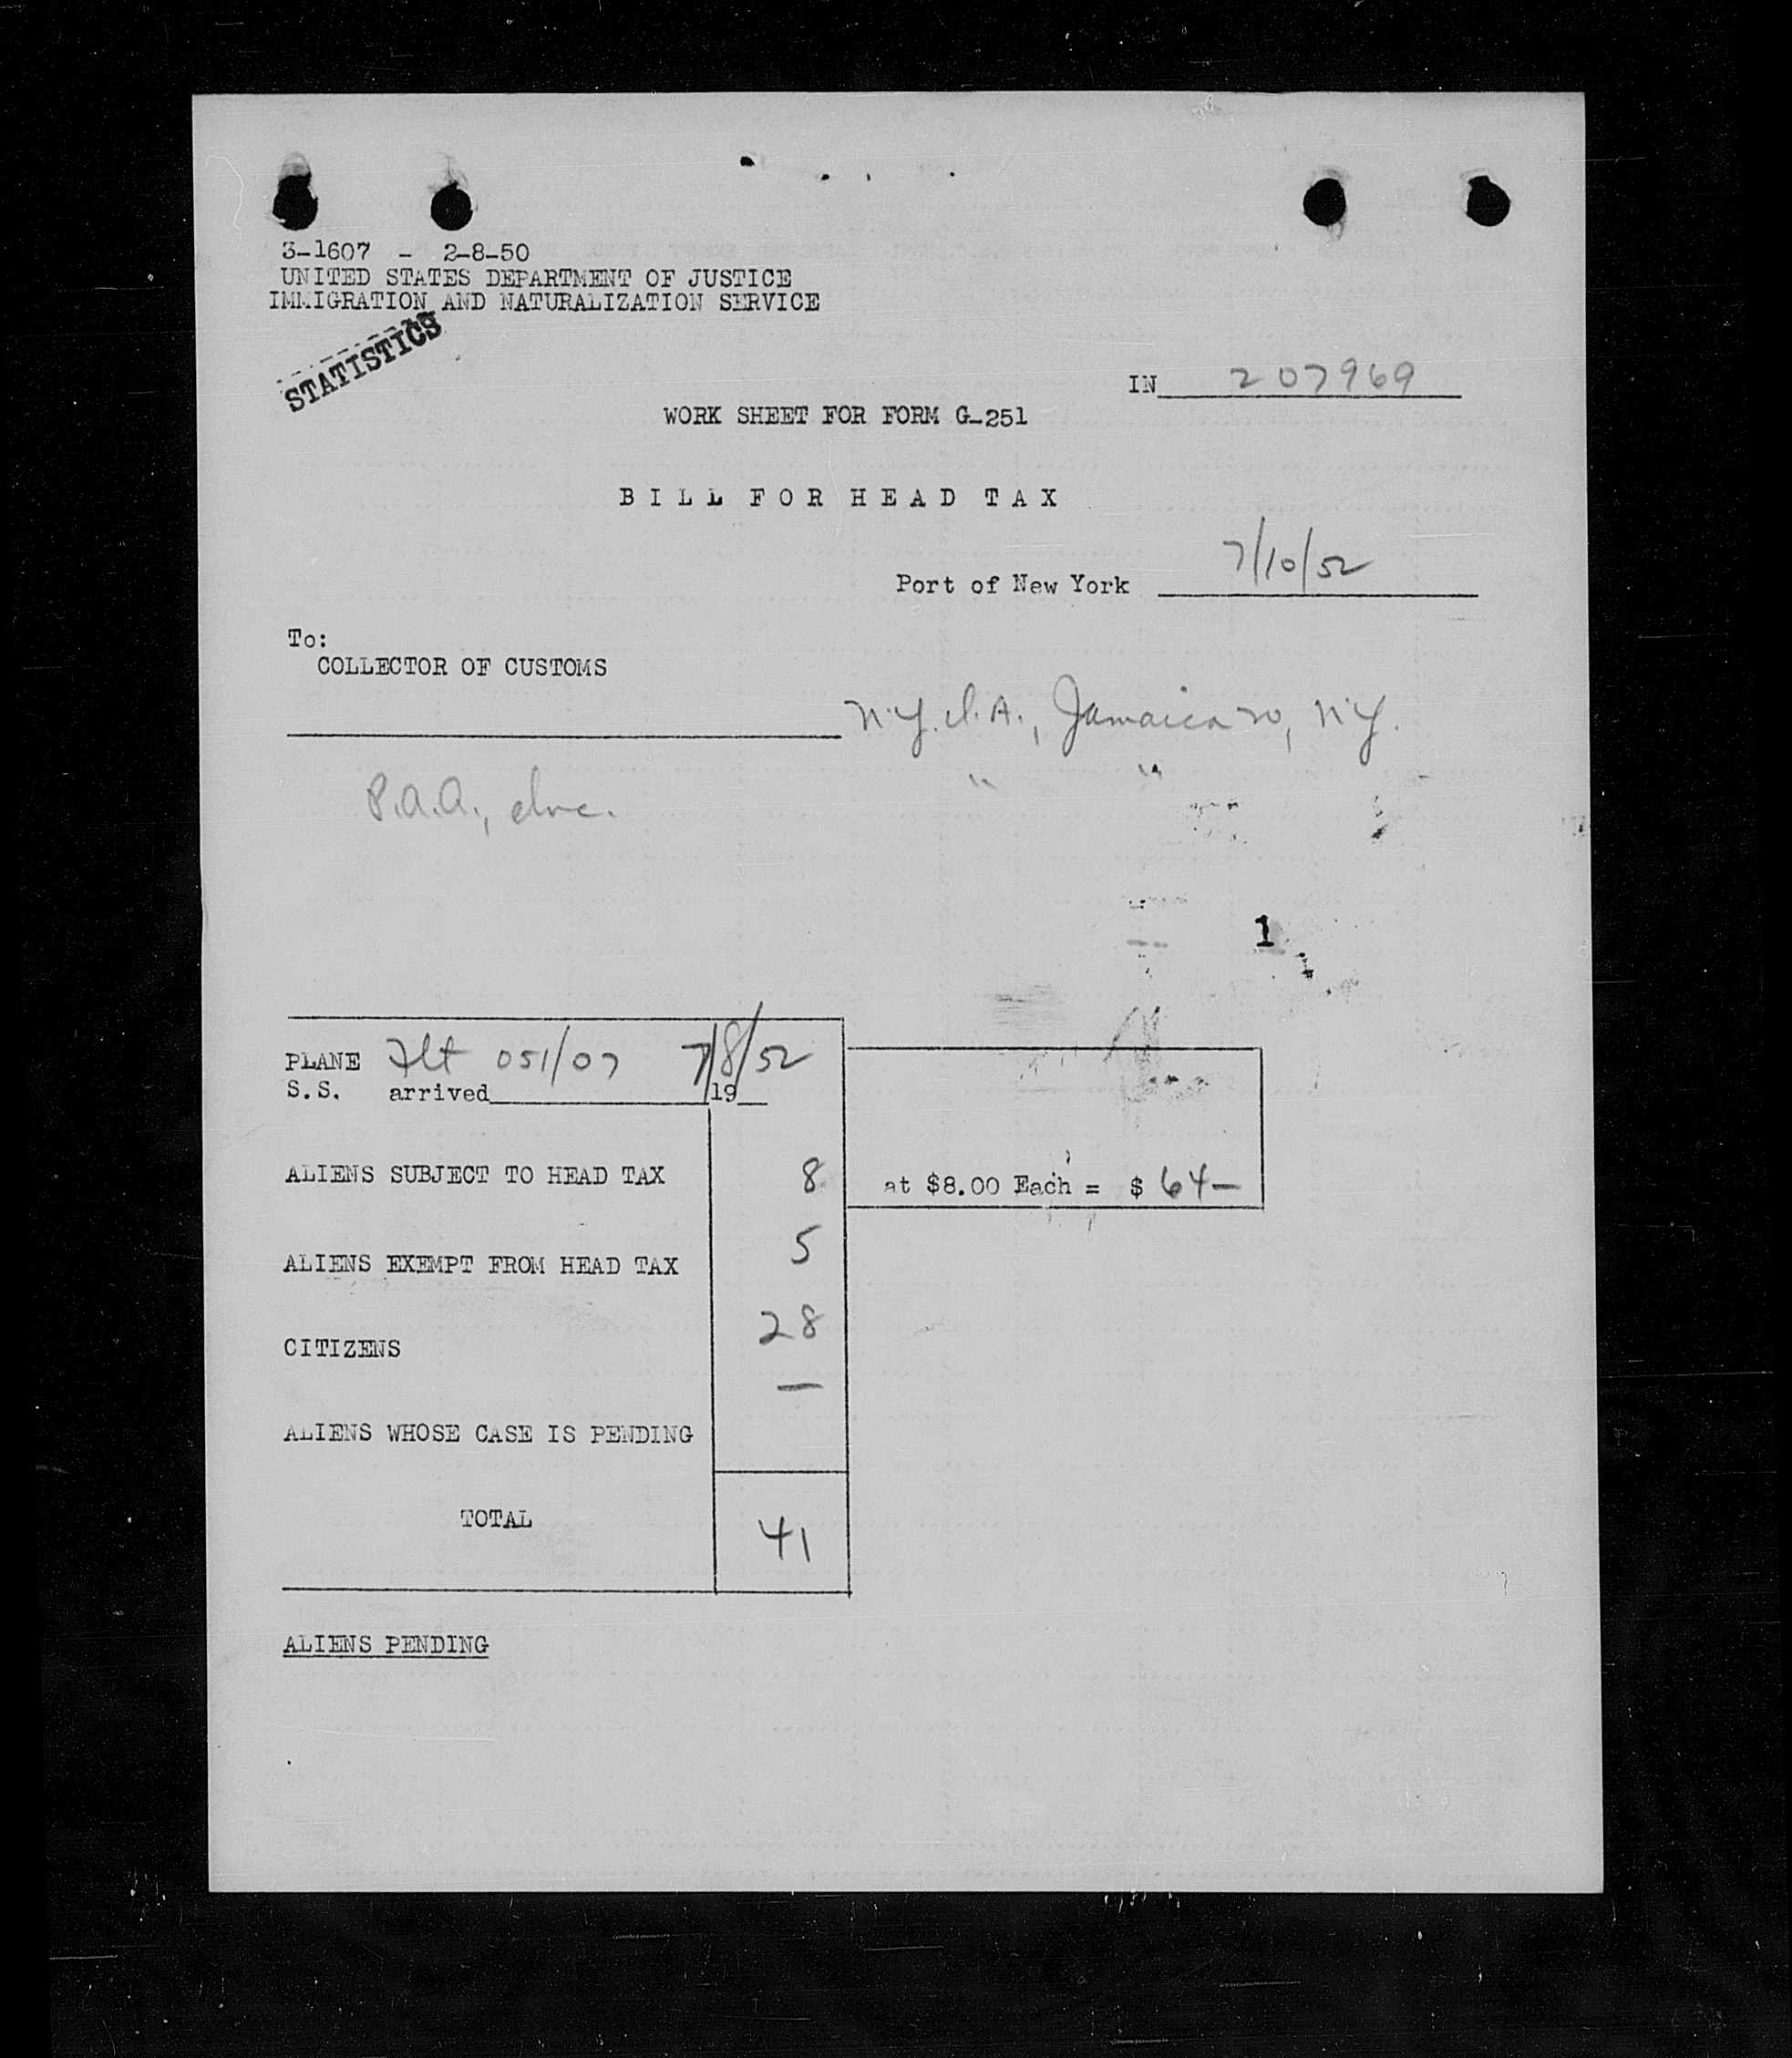 3-1607 - 2-8-50
UNITED STATES DEPARTMENT OF JUSTICE
IMMIGRATION AND NATURALIZATION SERVICE
STATISTICS
IN 207969
WORK SHEET FOR FORM G-251
BILL FOR HEAD TAX
7/10/52
Port of New York
To:
COLLECTOR OF CUSTOMS
N.Y.I.A., Jamaica 20, N.Y.
P.A.A., Inc. " "
1
PLANE Flt 051/07 7/8/52
S.S. arrived 19
ALIENS SUBJECT TO HEAD TAX 8 at $8.00 Each = $ 64—
ALIENS EXEMPT FROM HEAD TAX 5
CITIZENS 28
ALIENS WHOSE CASE IS PENDING —
TOTAL 41
ALIENS PENDING